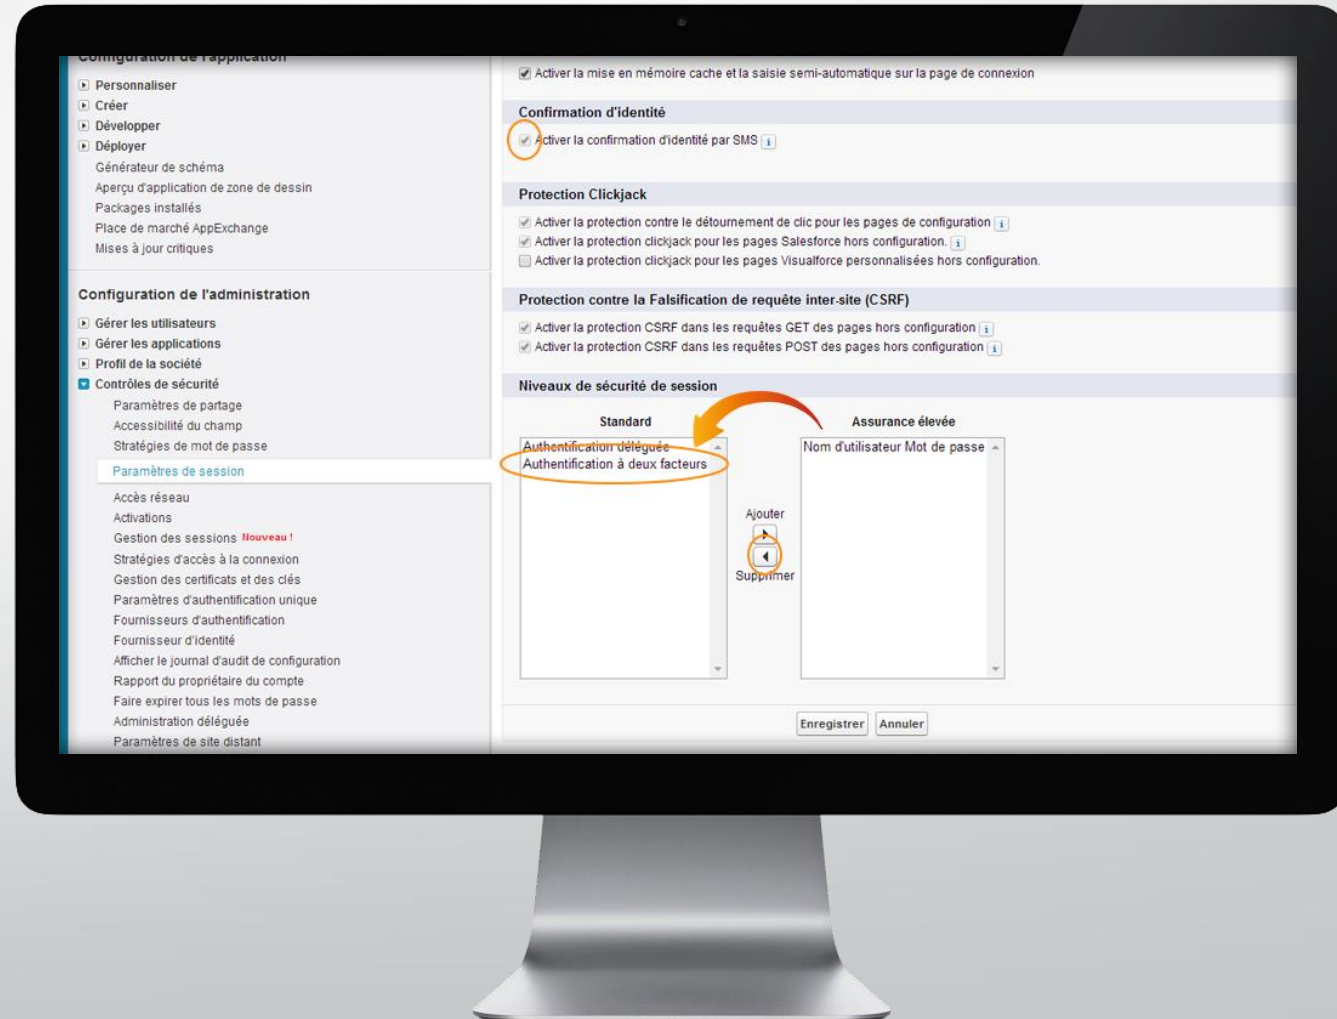 Configuration de l'application
Personnaliser
Créer
Développer
Déployer
Générateur de schéma
Aperçu d'application de zone de dessin
Packages installés
Place de marché AppExchange
Mises à jour critiques
Configuration de l'administration
Gérer les utilisateurs
Gérer les applications
Profil de la société
Contrôles de sécurité
Paramètres de partage
Accessibilité du champ
Stratégies de mot de passe
Paramètres de session
Accès réseau
Activations
Gestion des sessions Nouveau !
Stratégies d'accès à la connexion
Gestion des certificats et des clés
Paramètres d'authentification unique
Fournisseurs d'authentification
Fournisseur d'identité
Afficher le journal d'audit de configuration
Rapport du propriétaire du compte
Faire expirer tous les mots de passe
Administration déléguée
Paramètres de site distant
Activer la mise en mémoire cache et la saisie semi-automatique sur la page de connexion
Confirmation d'identité
Activer la confirmation d'identité par SMS i
Protection Clickjack
Activer la protection contre le détournement de clic pour les pages de configuration i
Activer la protection clickjack pour les pages Salesforce hors configuration. i
Activer la protection clickjack pour les pages Visualforce personnalisées hors configuration.
Protection contre la Falsification de requête inter-site (CSRF)
Activer la protection CSRF dans les requêtes GET des pages hors configuration i
Activer la protection CSRF dans les requêtes POST des pages hors configuration i
Niveaux de sécurité de session
Standard
Authentification déléguée
Authentification à deux facteurs
Ajouter
Supprimer
Assurance élevée
Nom d'utilisateur Mot de passe
Enregistrer Annuler